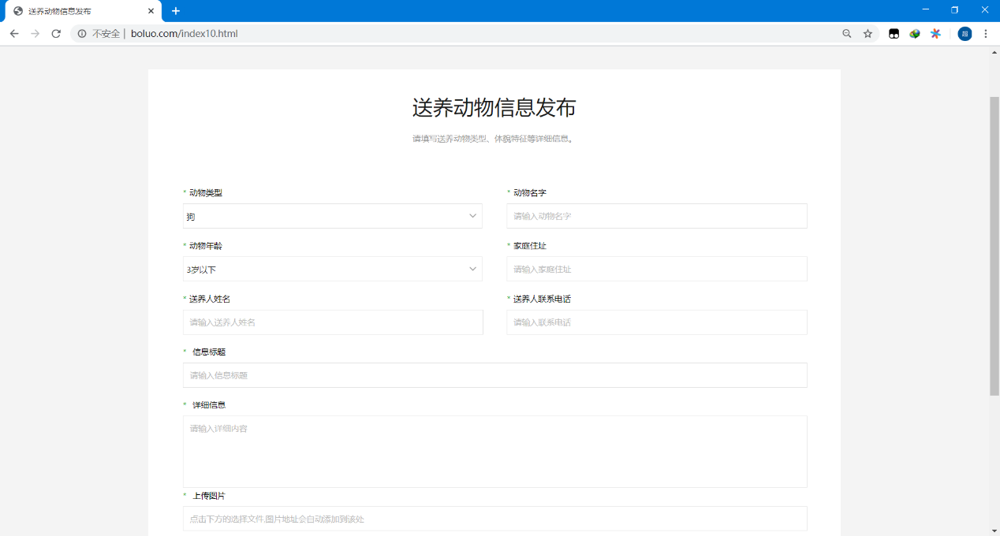 送养动物信息发布
不安全 | boluo.com/index10.html
超
送养动物信息发布
请填写送养动物类型、体貌特征等详细信息。
* 动物类型
* 动物名字
狗
请输入动物名字
* 动物年龄
* 家庭住址
3岁以下
请输入家庭住址
* 送养人姓名
* 送养人联系电话
请输入送养人姓名
请输入联系电话
* 信息标题
请输入信息标题
* 详细信息
请输入详细内容
* 上传图片
点击下方的选择文件,图片地址会自动添加到该处